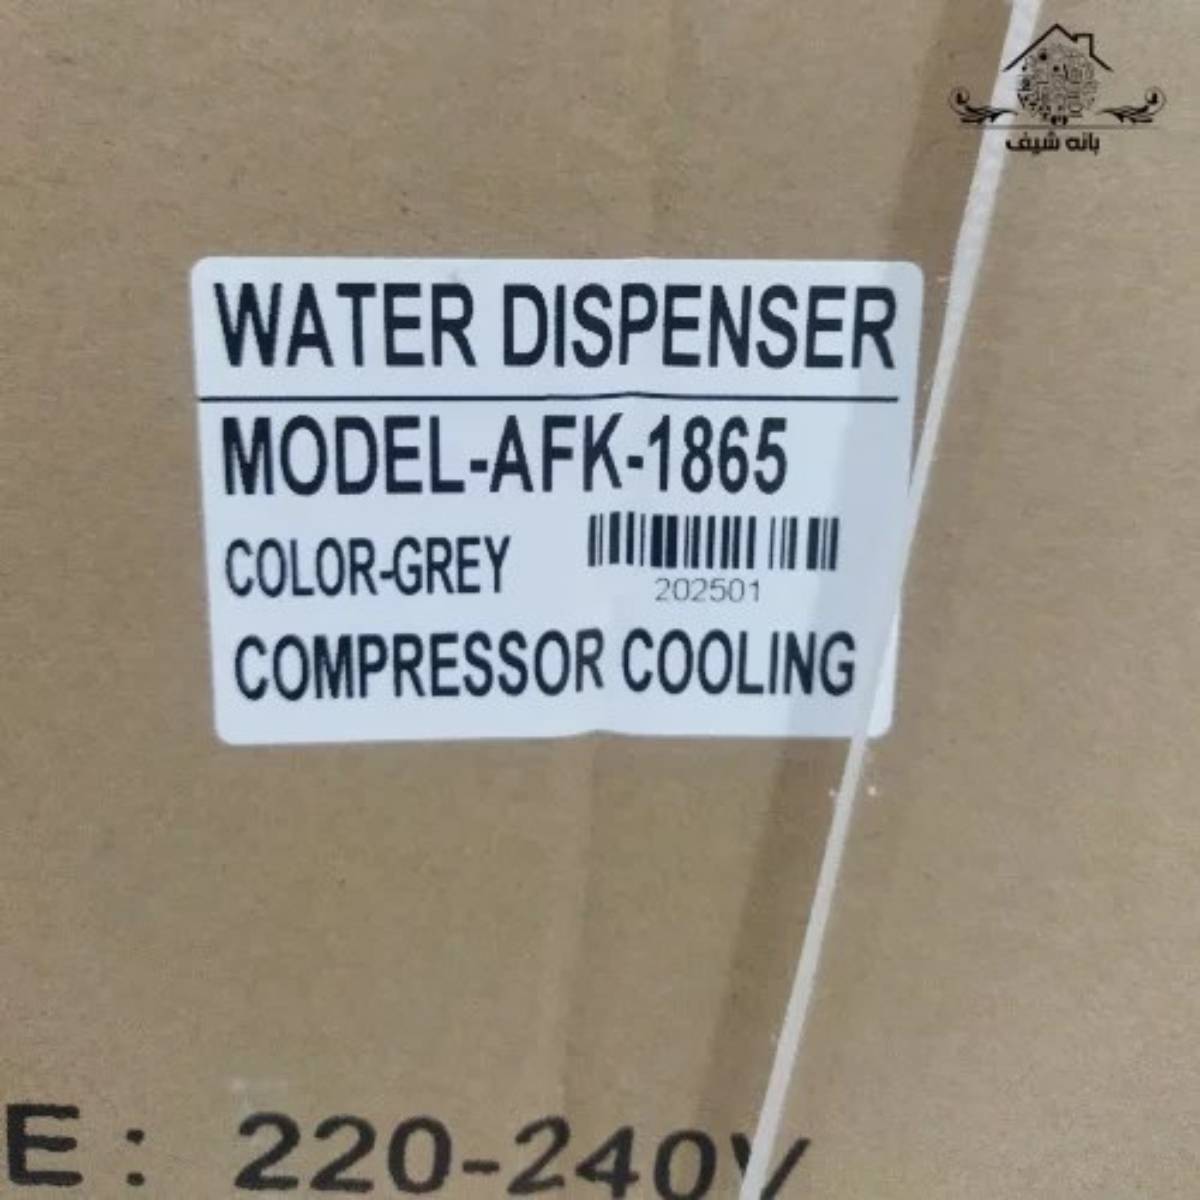 بانه شیف
WATER DISPENSER
MODEL-AFK-1865
COLOR-GREY
202501
COMPRESSOR COOLING
E: 220-240V